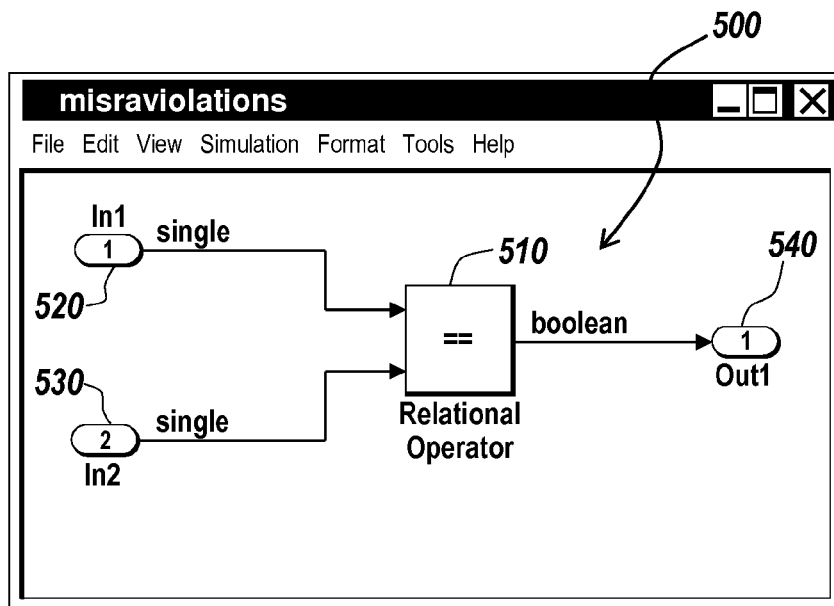 500
misraviolations
File Edit View Simulation Format Tools Help
In1
1
single
520
510
==
boolean
540
1
Out1
530
single
2
In2
Relational
Operator